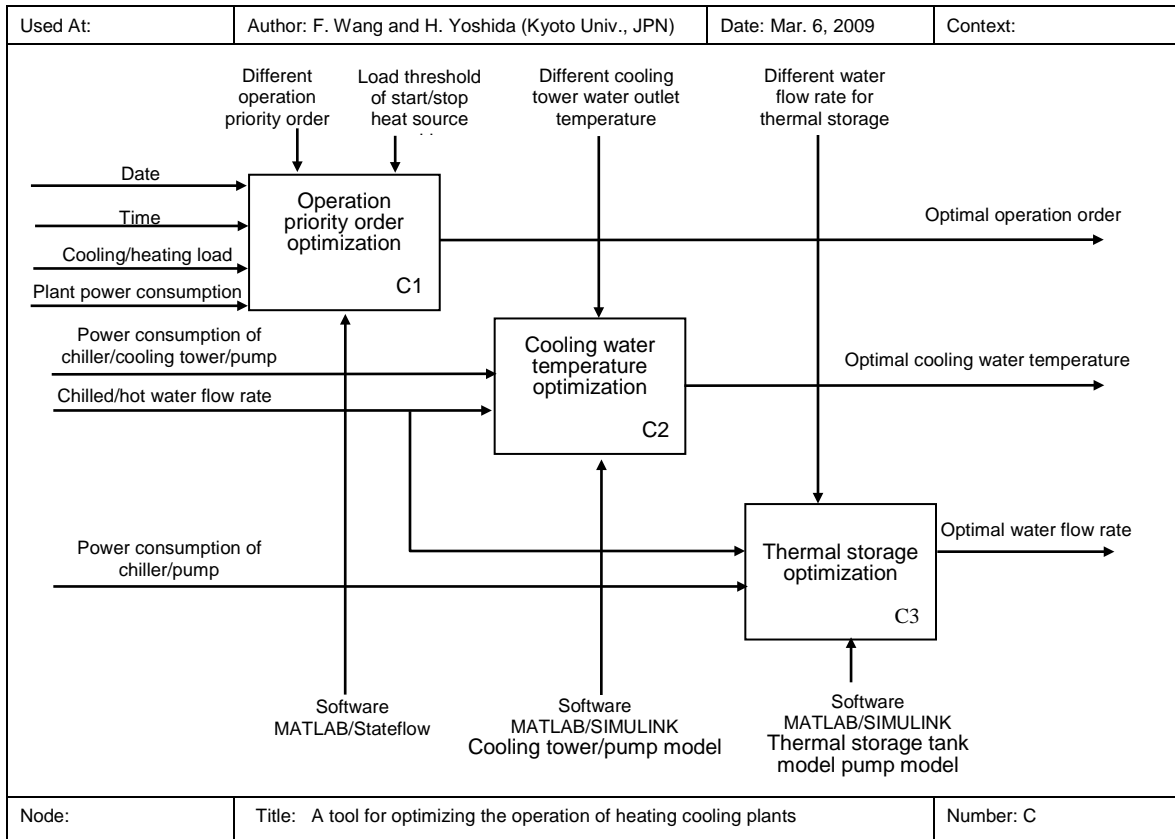 Used At:
Author: F. Wang and H. Yoshida (Kyoto Univ., JPN)
Date: Mar. 6, 2009
Context:
Different
operation
priority order
Load threshold
of start/stop
heat source
Different cooling
tower water outlet
temperature
Different water
flow rate for
thermal storage
Date
Time
Cooling/heating load
Plant power consumption
Operation
priority order
optimization
C1
Optimal operation order
Power consumption of
chiller/cooling tower/pump
Chilled/hot water flow rate
Cooling water
temperature
optimization
C2
Optimal cooling water temperature
Power consumption of
chiller/pump
Thermal storage
optimization
C3
Optimal water flow rate
Software
MATLAB/Stateflow
Software
MATLAB/SIMULINK
Cooling tower/pump model
Software
MATLAB/SIMULINK
Thermal storage tank
model pump model
Node:
Title: A tool for optimizing the operation of heating cooling plants
Number: C